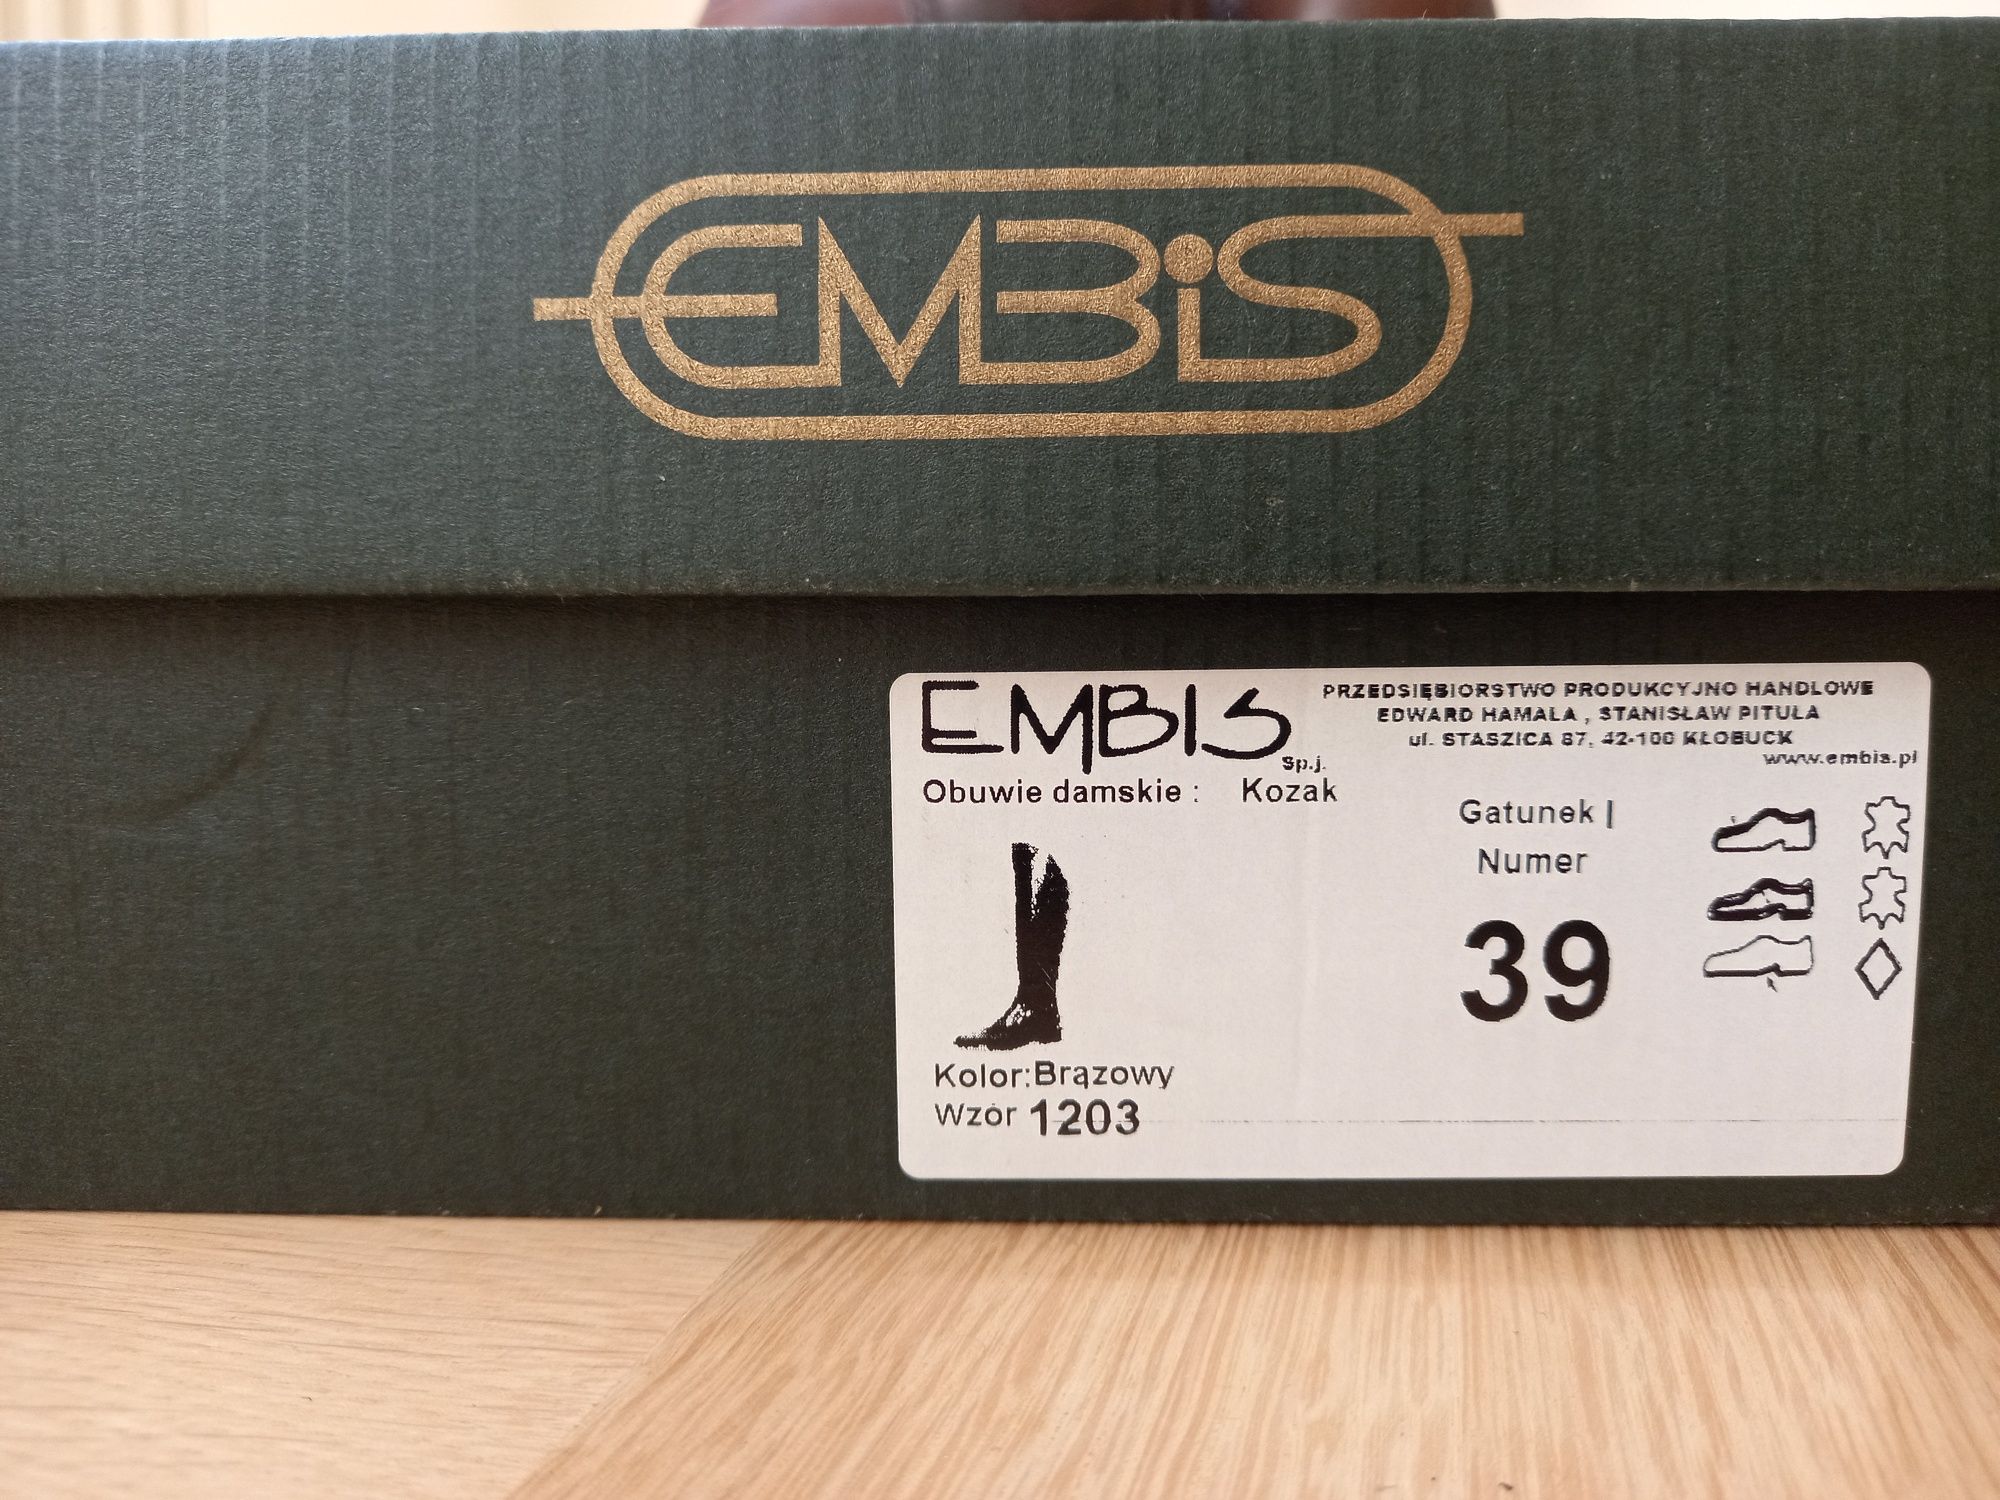 EMBiS
EMBIS Sp.j.
PRZEDSIĘBIORSTWO PRODUKCYJNO HANDLOWE
EDWARD HAMALA , STANISŁAW PITULA
ul. STASZICA 87, 42-100 KŁOBUCK
www.embis.pl
Obuwie damskie : Kozak
Gatunek I
Numer
39
Kolor:Brązowy
Wzór 1203